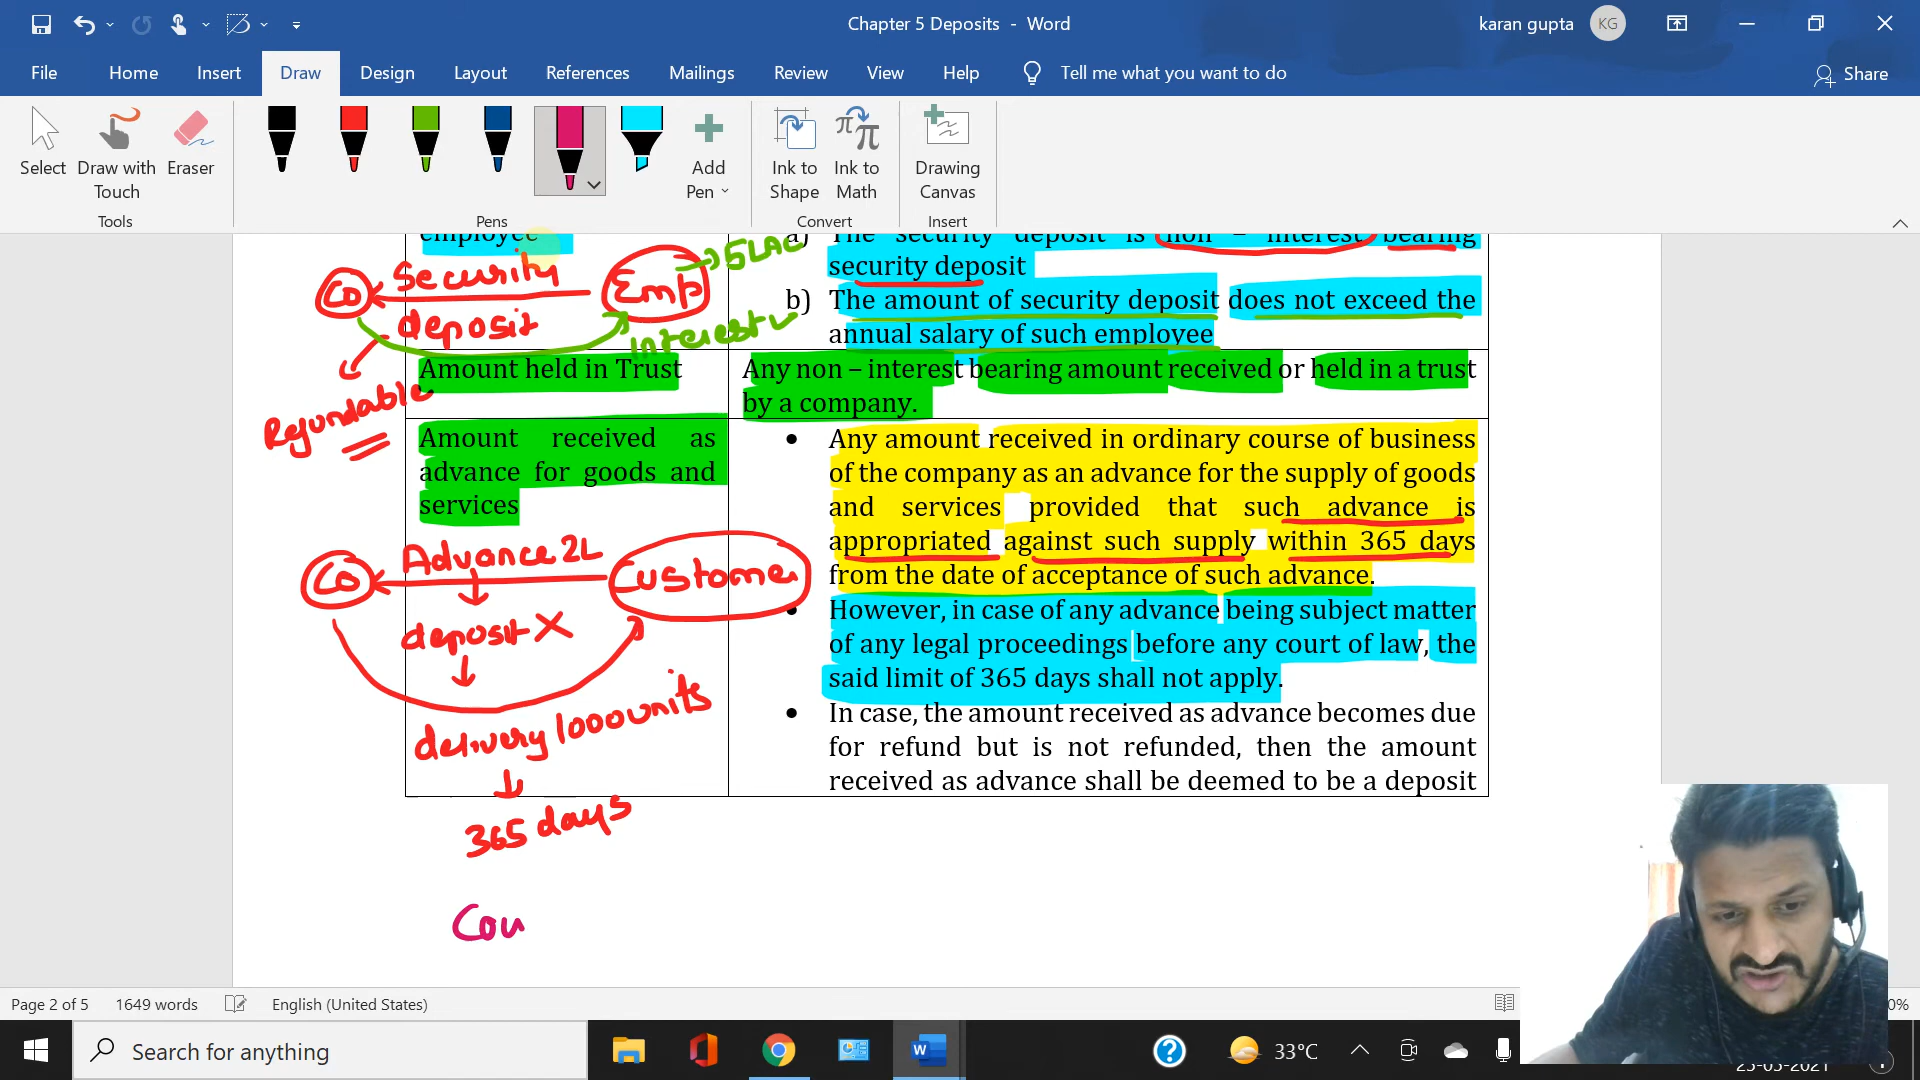 Chapter 5 Deposits - Word
karan gupta
KG
File
Home
Insert
Draw
Design
Layout
References
Mailings
Review
View
Help
Tell me what you want to do
Share
Select
Draw with Touch
Eraser
Add Pen
Ink to Shape
Ink to Math
Drawing Canvas
Tools
Pens
Convert
Insert
employee
Co
Security
deposit
Emp
5 LAC
Interest
Refundable
a) The security deposit is non – interest bearing
security deposit
b) The amount of security deposit does not exceed the
annual salary of such employee
Amount held in Trust
Any non – interest bearing amount received or held in a trust
by a company.
Amount received as
advance for goods and
services
Co
Advance 2L
Customer
deposit X
delivery 1000 units
365 days
• Any amount received in ordinary course of business
of the company as an advance for the supply of goods
and services provided that such advance is
appropriated against such supply within 365 days
from the date of acceptance of such advance.
• However, in case of any advance being subject matter
of any legal proceedings before any court of law, the
said limit of 365 days shall not apply.
• In case, the amount received as advance becomes due
for refund but is not refunded, then the amount
received as advance shall be deemed to be a deposit
Cou
Page 2 of 5
1649 words
English (United States)
0%
Search for anything
33°C